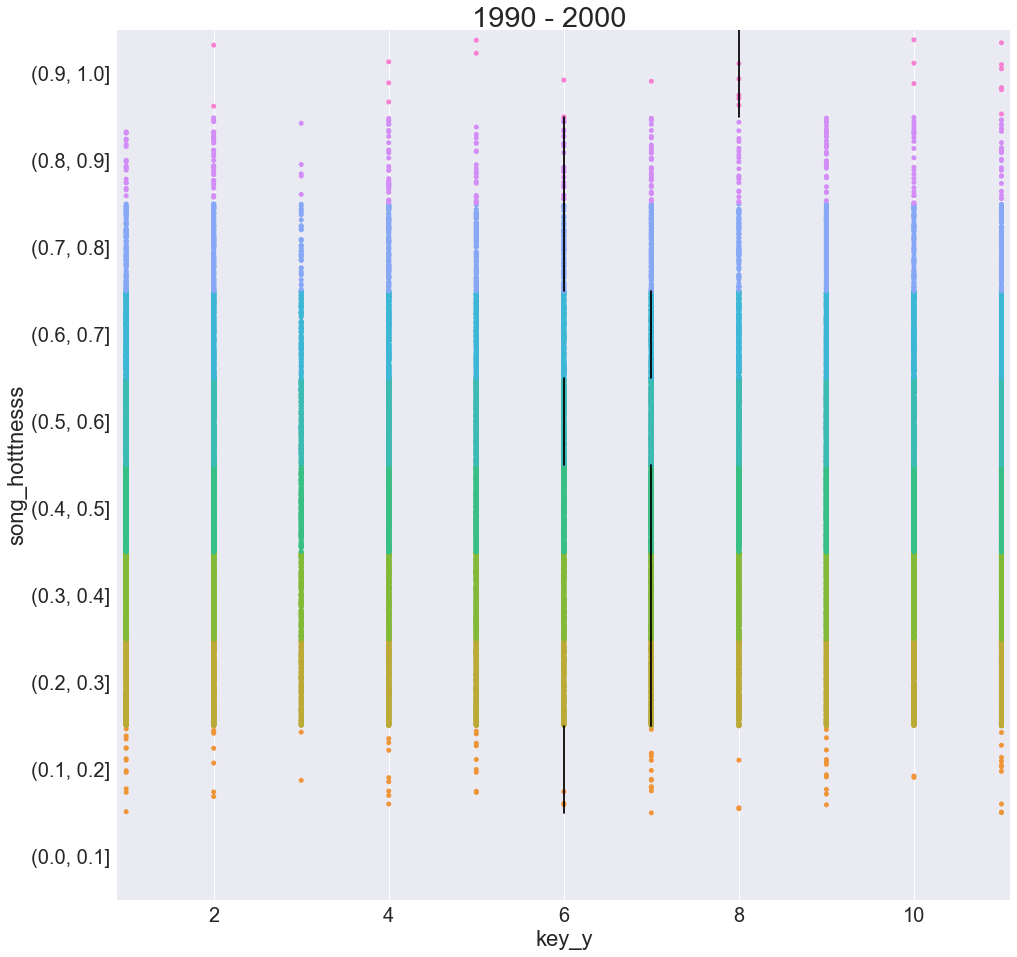 1990 - 2000
(0.9, 1.0]
(0.8, 0.9]
(0.7, 0.8]
(0.6, 0.7]
(0.5, 0.6]
(0.4, 0.5]
(0.3, 0.4]
(0.2, 0.3]
(0.1, 0.2]
(0.0, 0.1]
song_hotttnesss
2 4 6 8 10
key_y